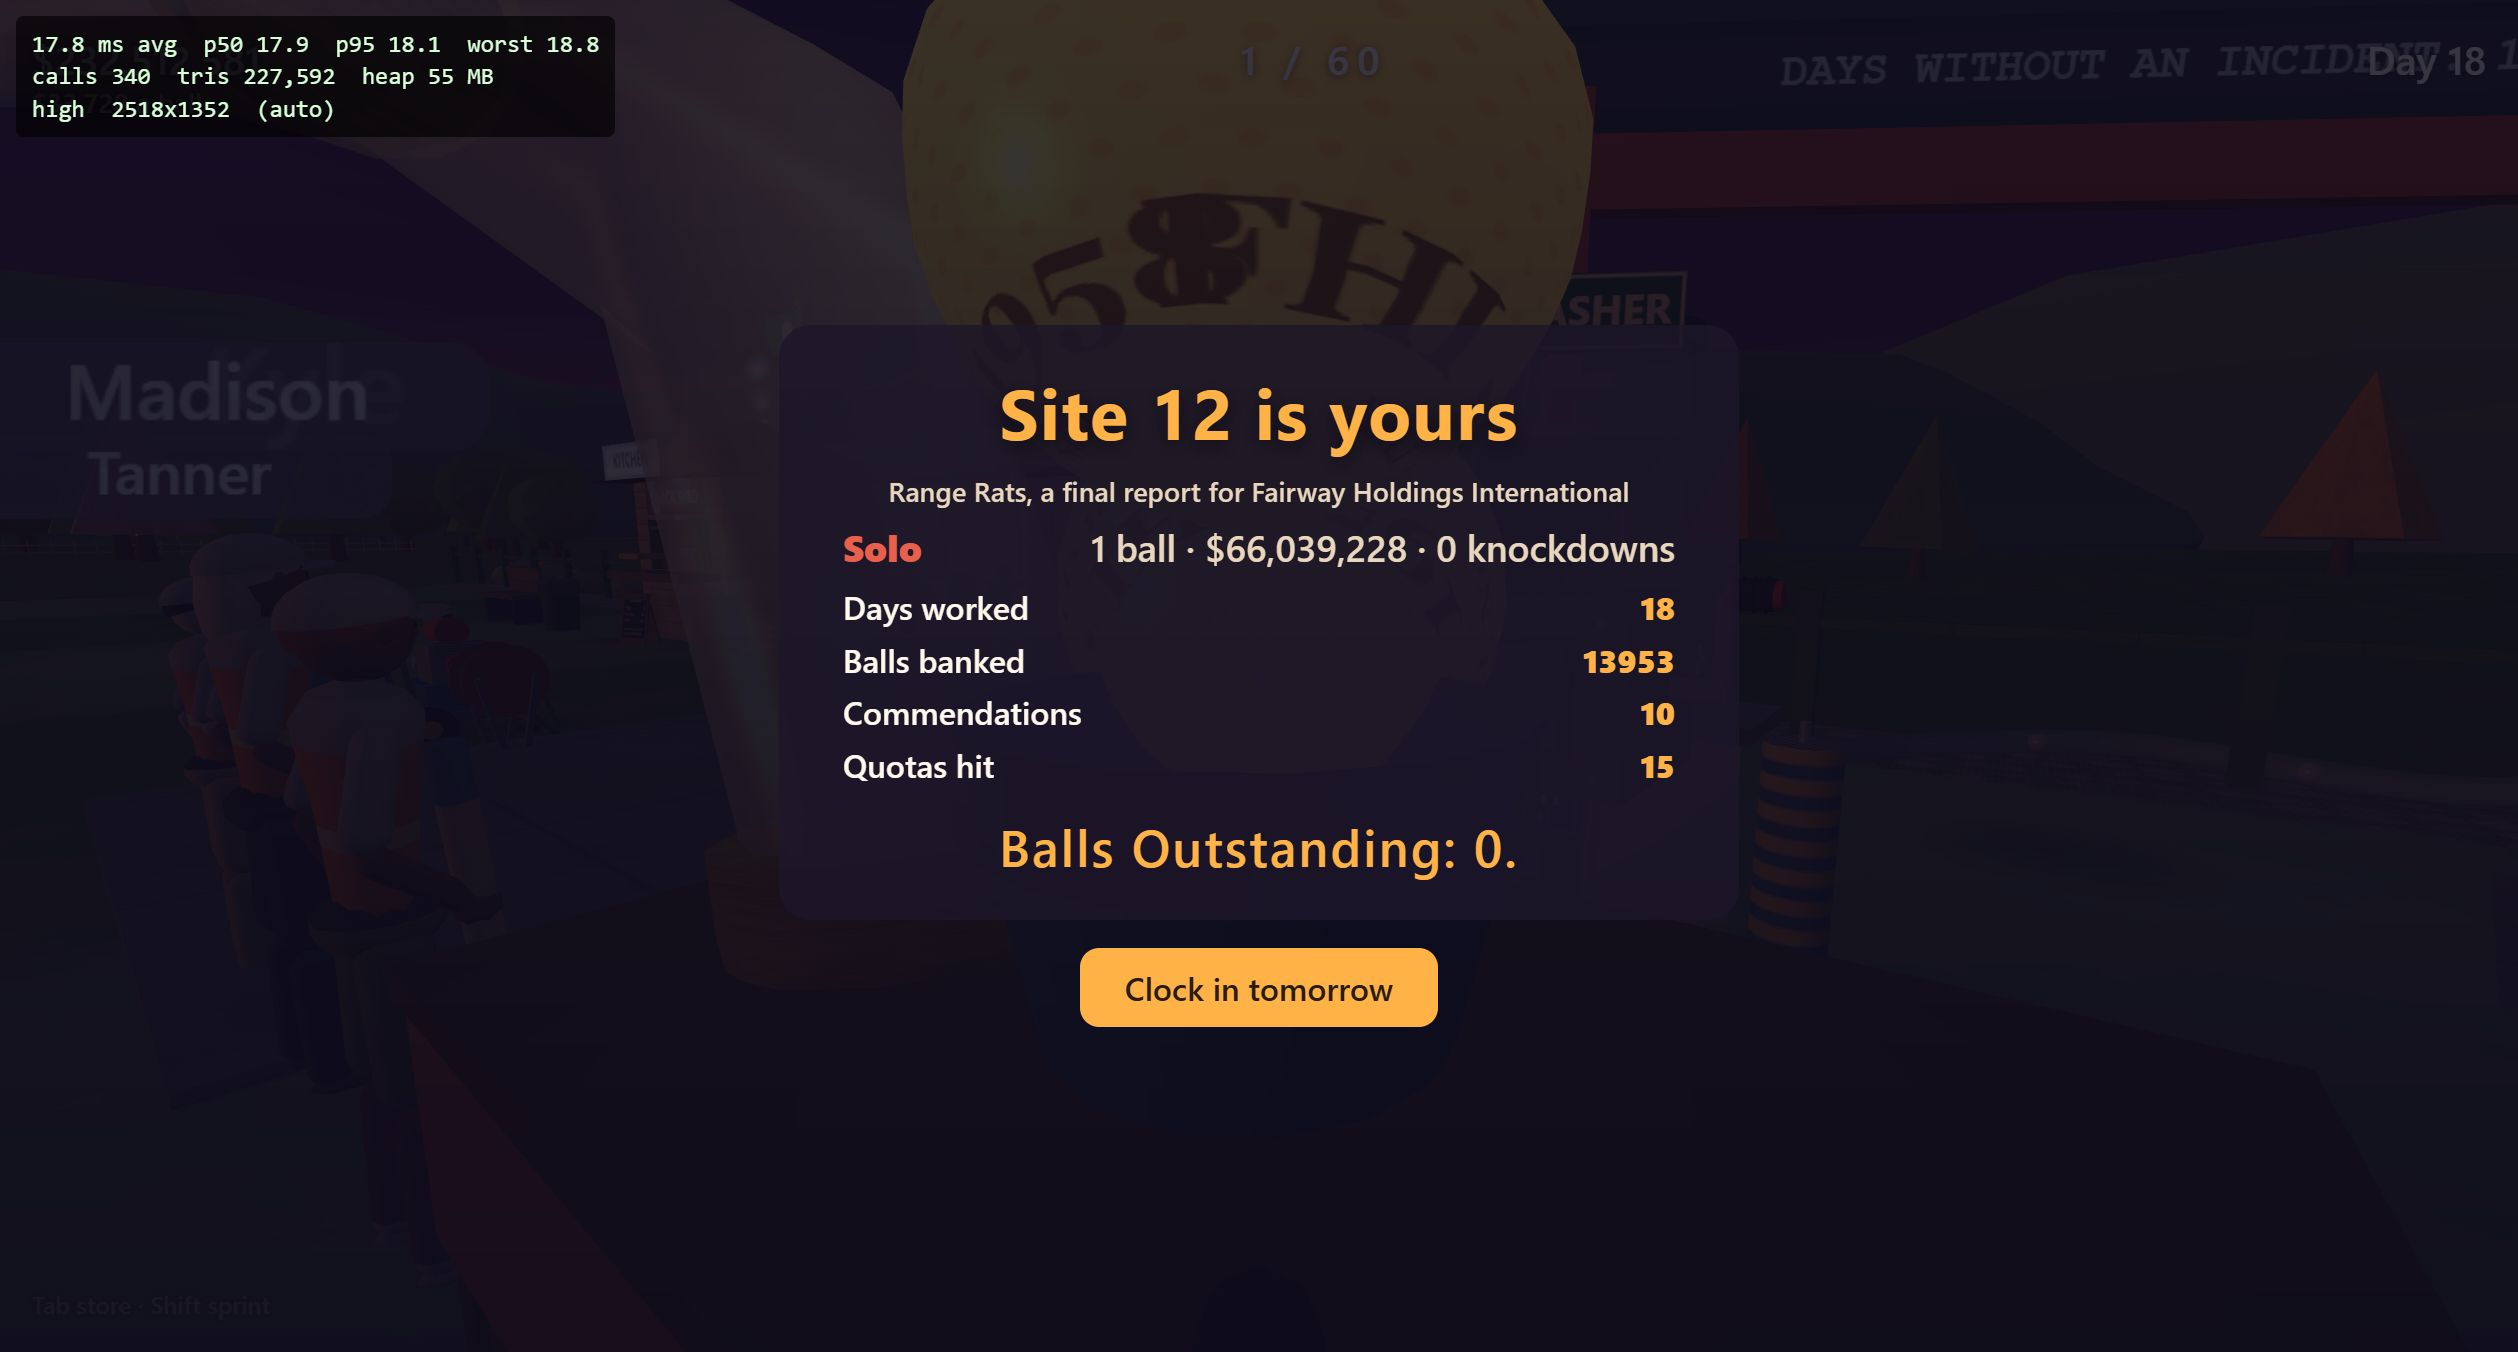 17.8 ms avg  p50 17.9  p95 18.1  worst 18.8
calls 340  tris 227,592  heap 55 MB
high  2518x1352  (auto)
1 / 60
DAYS WITHOUT AN INCIDENT
Day 18
FHI
ASHER
Madison
Tanner
Site 12 is yours
Range Rats, a final report for Fairway Holdings International
Solo 1 ball · $66,039,228 · 0 knockdowns
Days worked 18
Balls banked 13953
Commendations 10
Quotas hit 15
Balls Outstanding: 0.
Clock in tomorrow
Tab store · Shift sprint